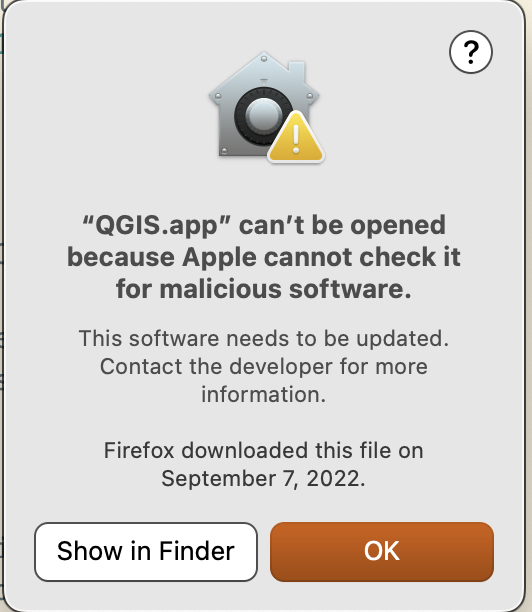 ?
“QGIS.app” can’t be opened
because Apple cannot check it
for malicious software.
This software needs to be updated.
Contact the developer for more
information.
Firefox downloaded this file on
September 7, 2022.
Show in Finder
OK